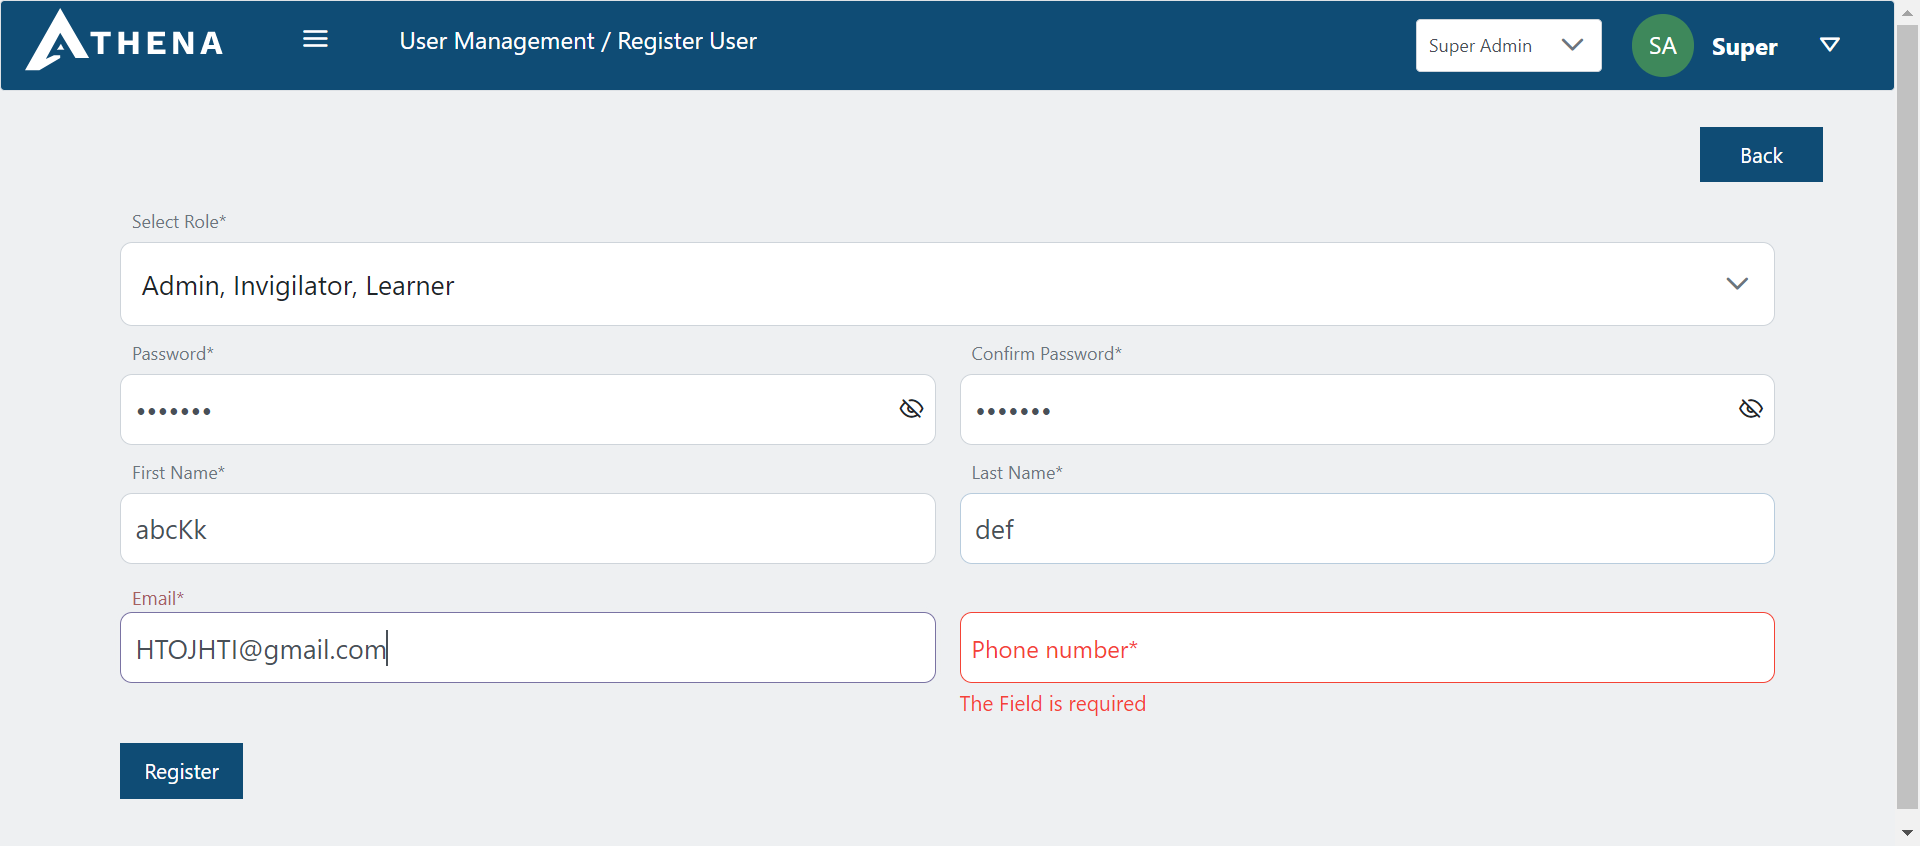 ATHENA
User Management / Register User
Super Admin
SA
Super
Back
Select Role*
Admin, Invigilator, Learner
Password*
Confirm Password*
•••••••
•••••••
First Name*
Last Name*
abcKk
def
Email*
HTOJHTI@gmail.com
Phone number*
The Field is required
Register